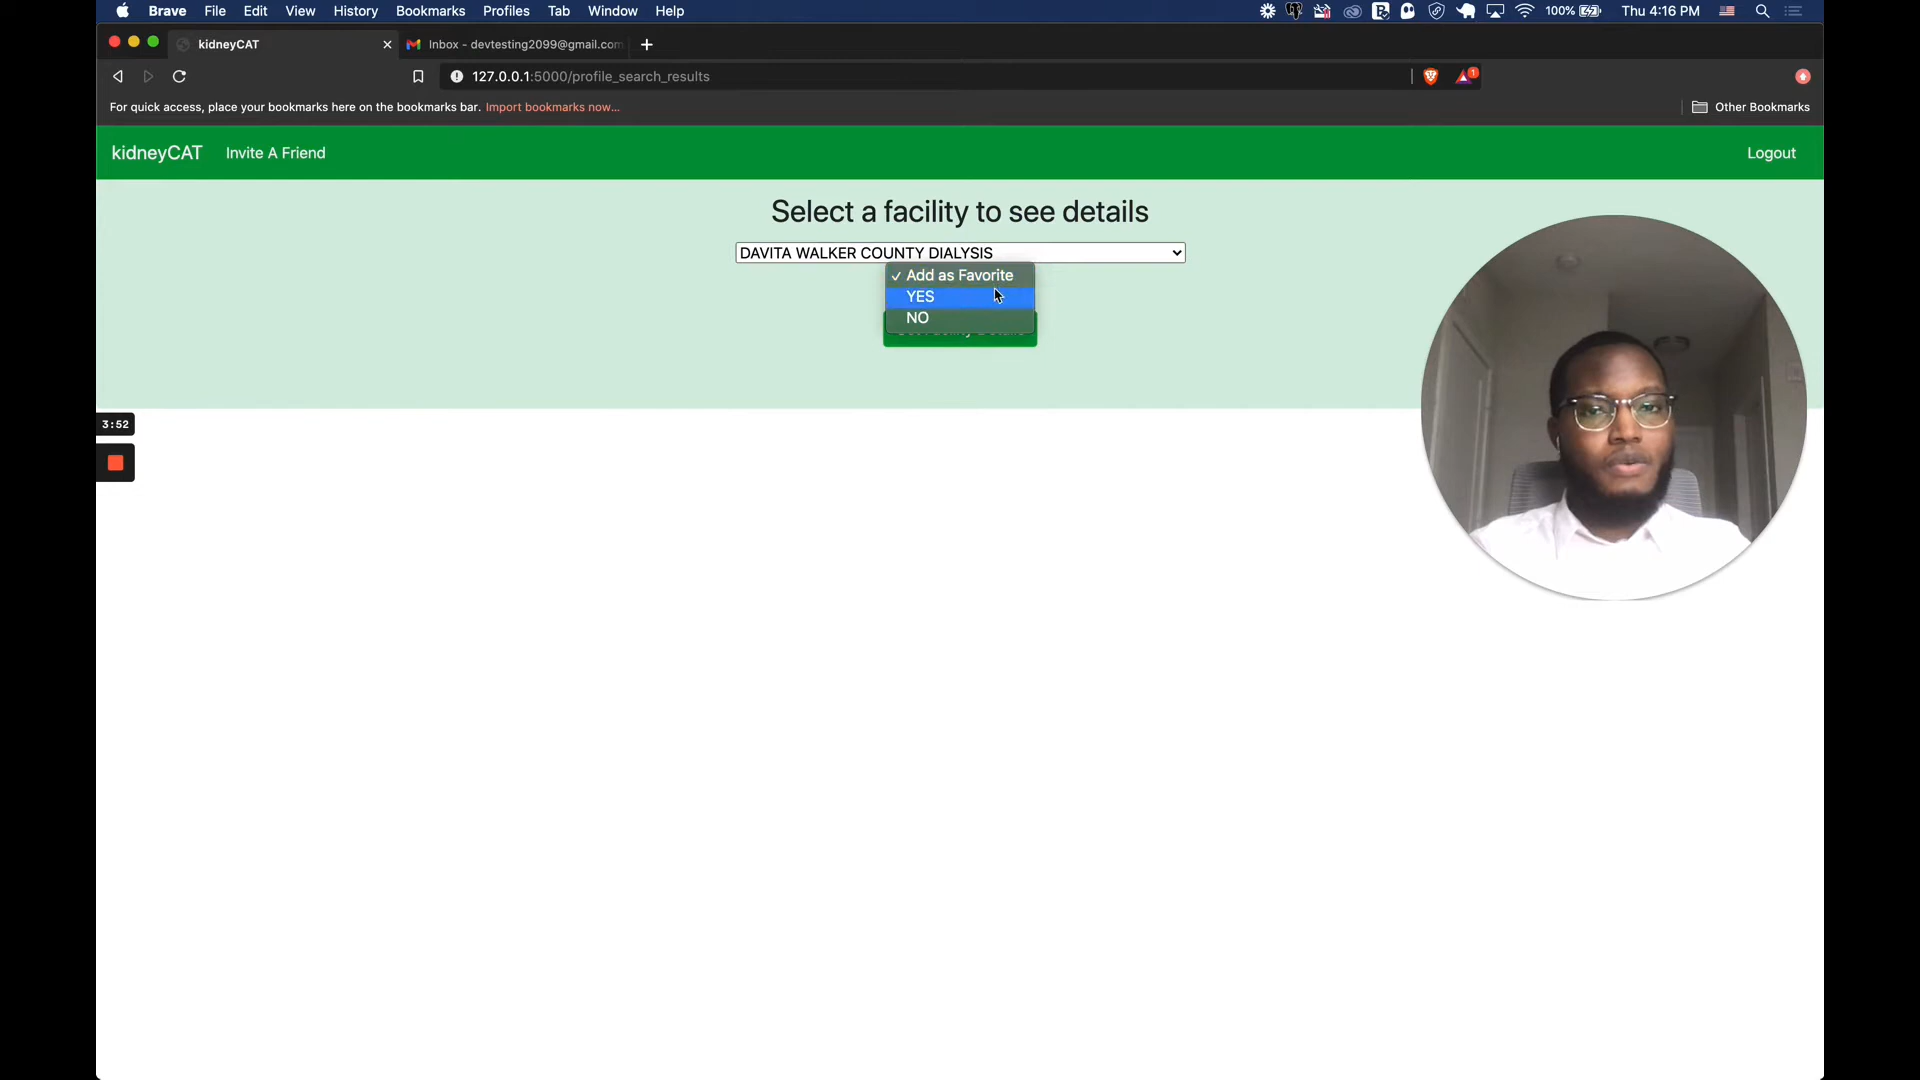 Brave File Edit View History Bookmarks Profiles Tab Window Help 100% Thu 4:16 PM
kidneyCAT Inbox - devtesting2099@gmail.com
127.0.0.1:5000/profile_search_results 1
For quick access, place your bookmarks here on the bookmarks bar. Import bookmarks now... Other Bookmarks
kidneyCAT Invite A Friend Logout
Select a facility to see details
DAVITA WALKER COUNTY DIALYSIS
✓ Add as Favorite
YES
NO
3:52